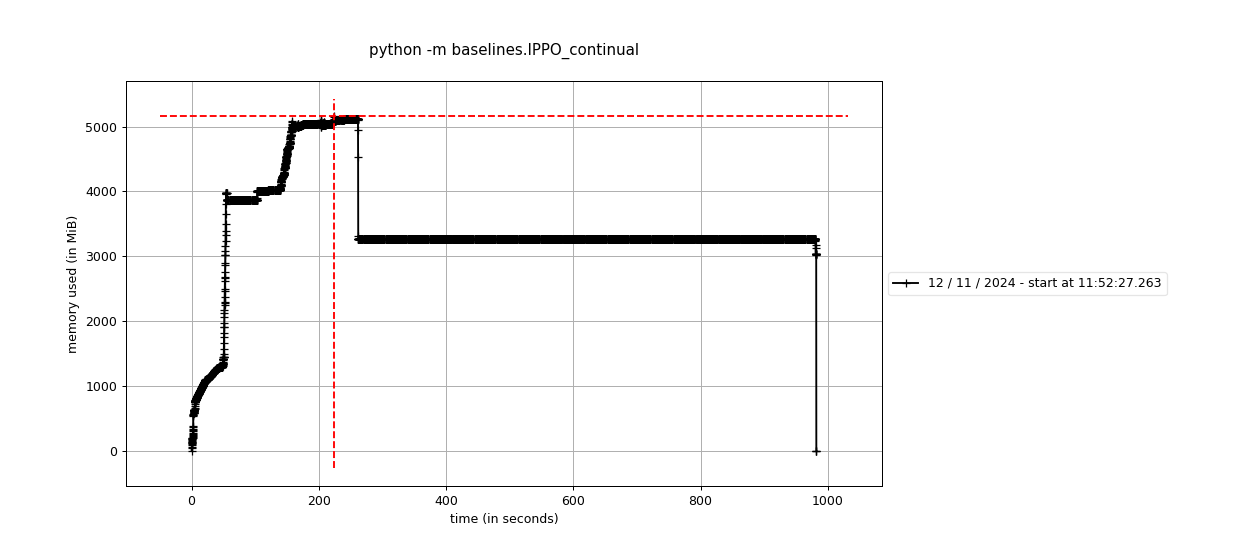 python -m baselines.IPPO_continual
memory used (in MiB)
5000
4000
3000
2000
1000
0
0 200 400 600 800 1000
time (in seconds)
12 / 11 / 2024 - start at 11:52:27.263